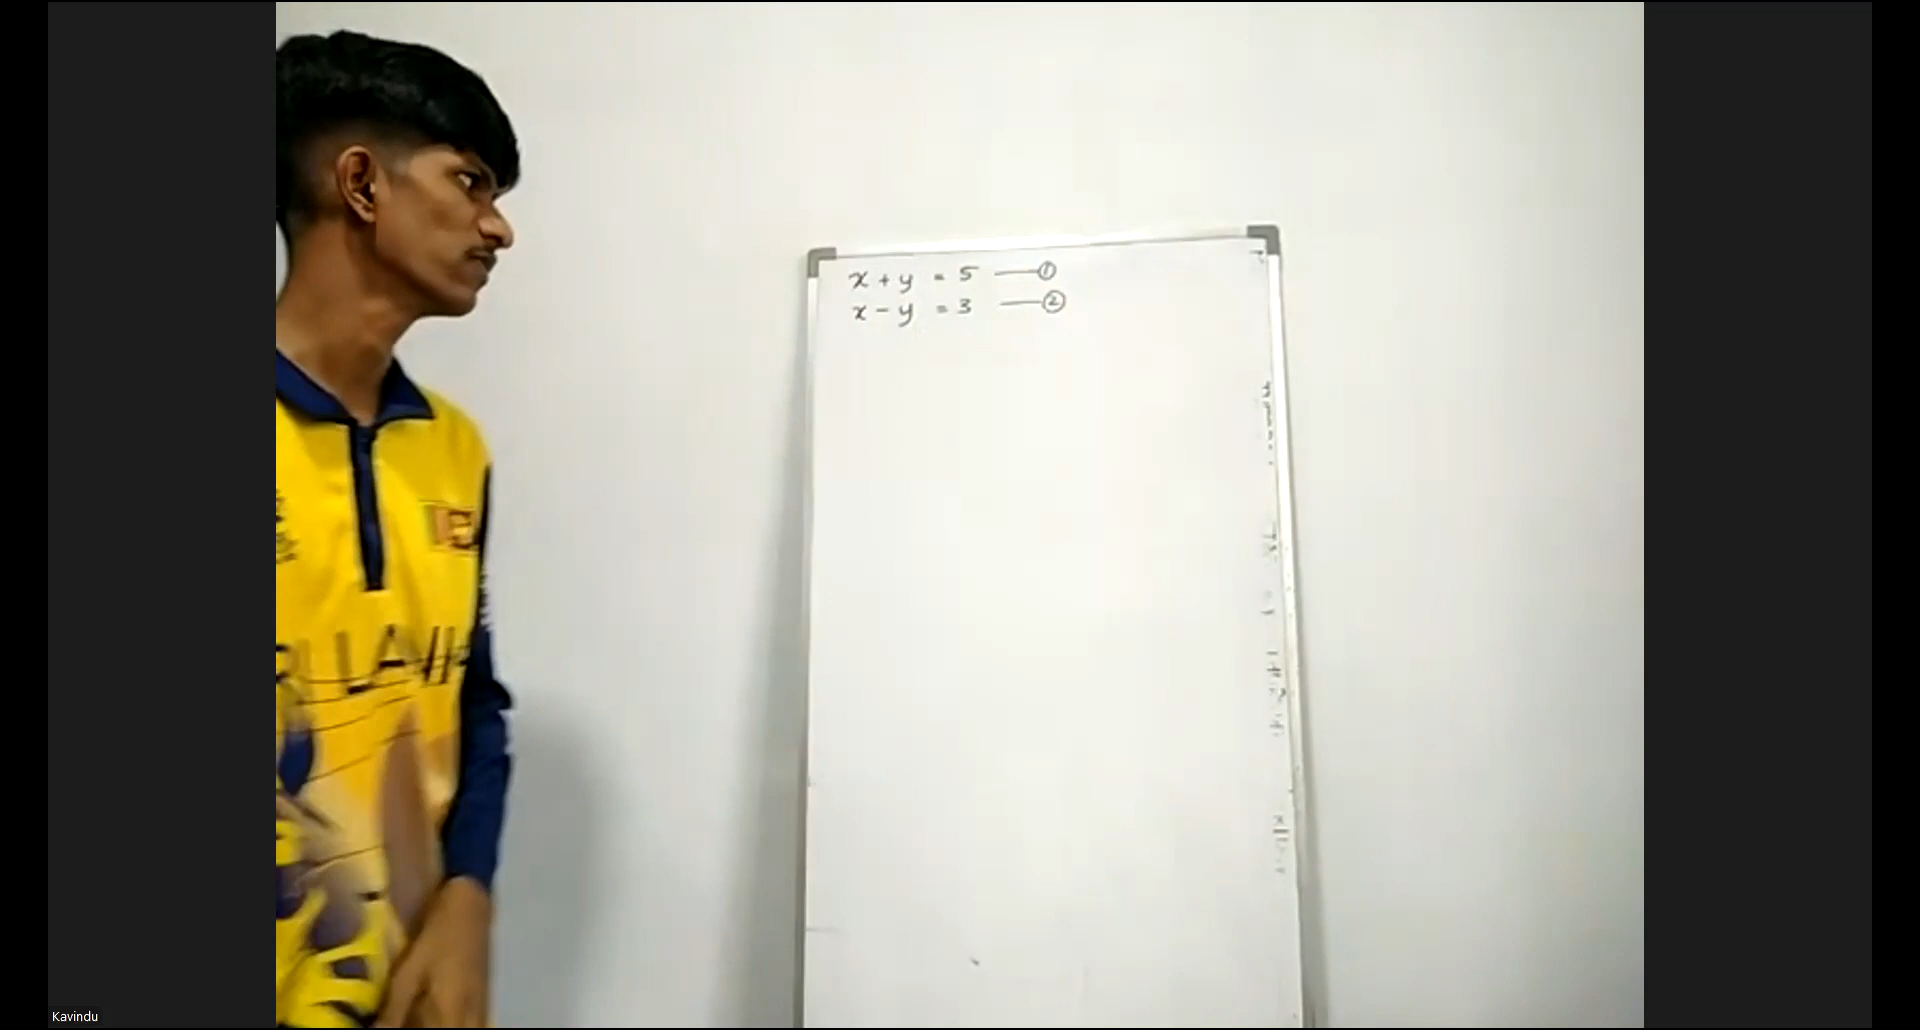 x + y = 5 —— ①
x - y = 3 —— ②
Kavindu